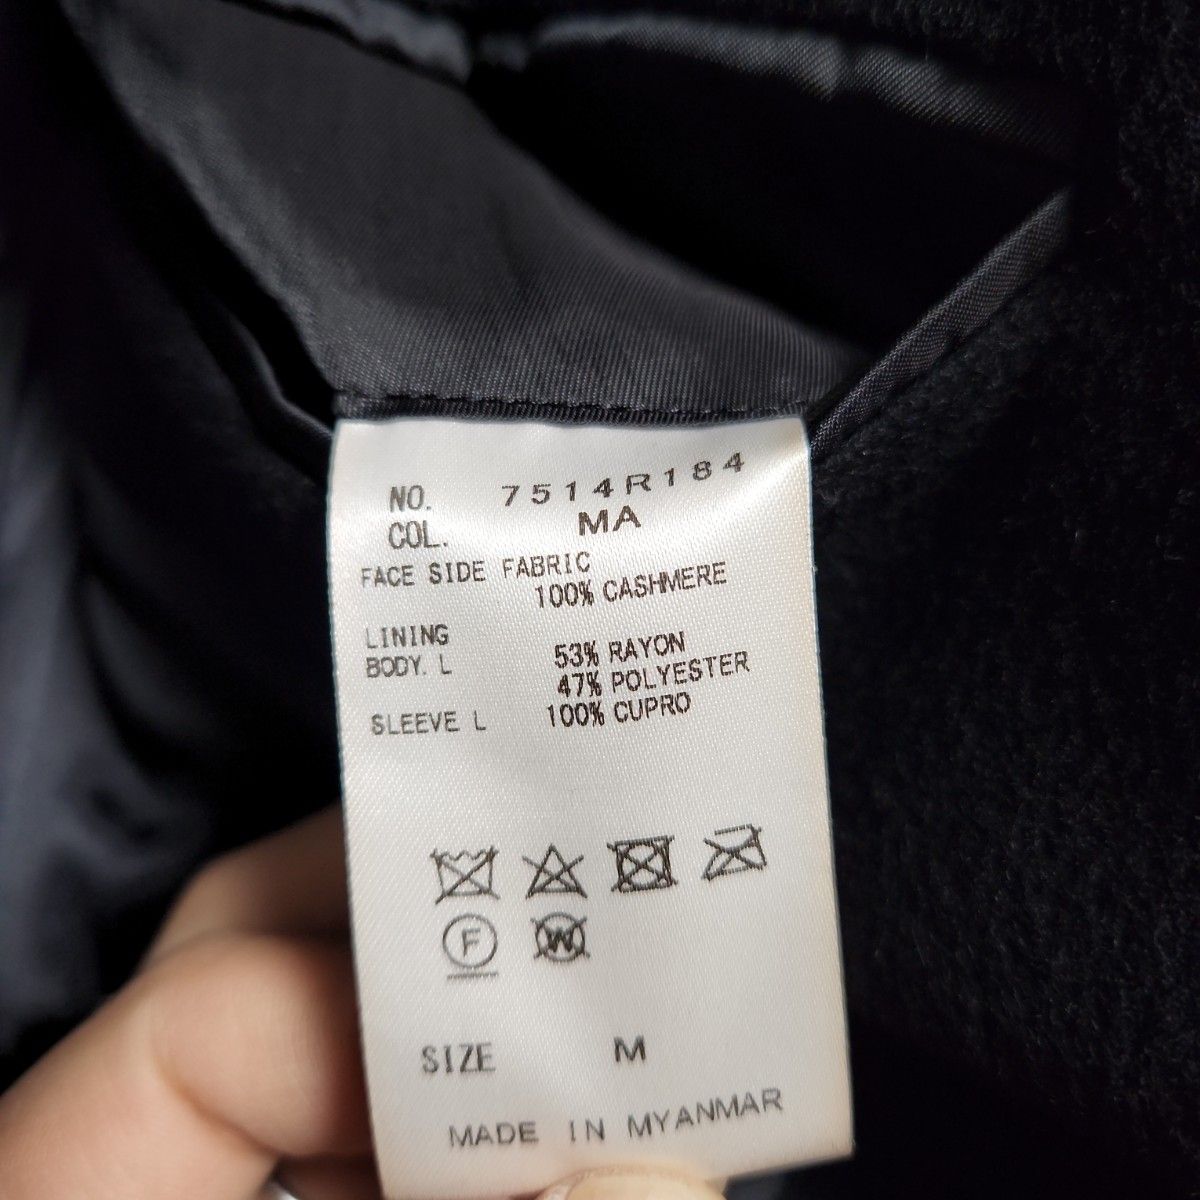 NO. 7514R184
COL. MA
FACE SIDE FABRIC
100% CASHMERE
LINING
BODY. L 53% RAYON
47% POLYESTER
SLEEVE L 100% CUPRO
F W
SIZE M
MADE IN MYANMAR